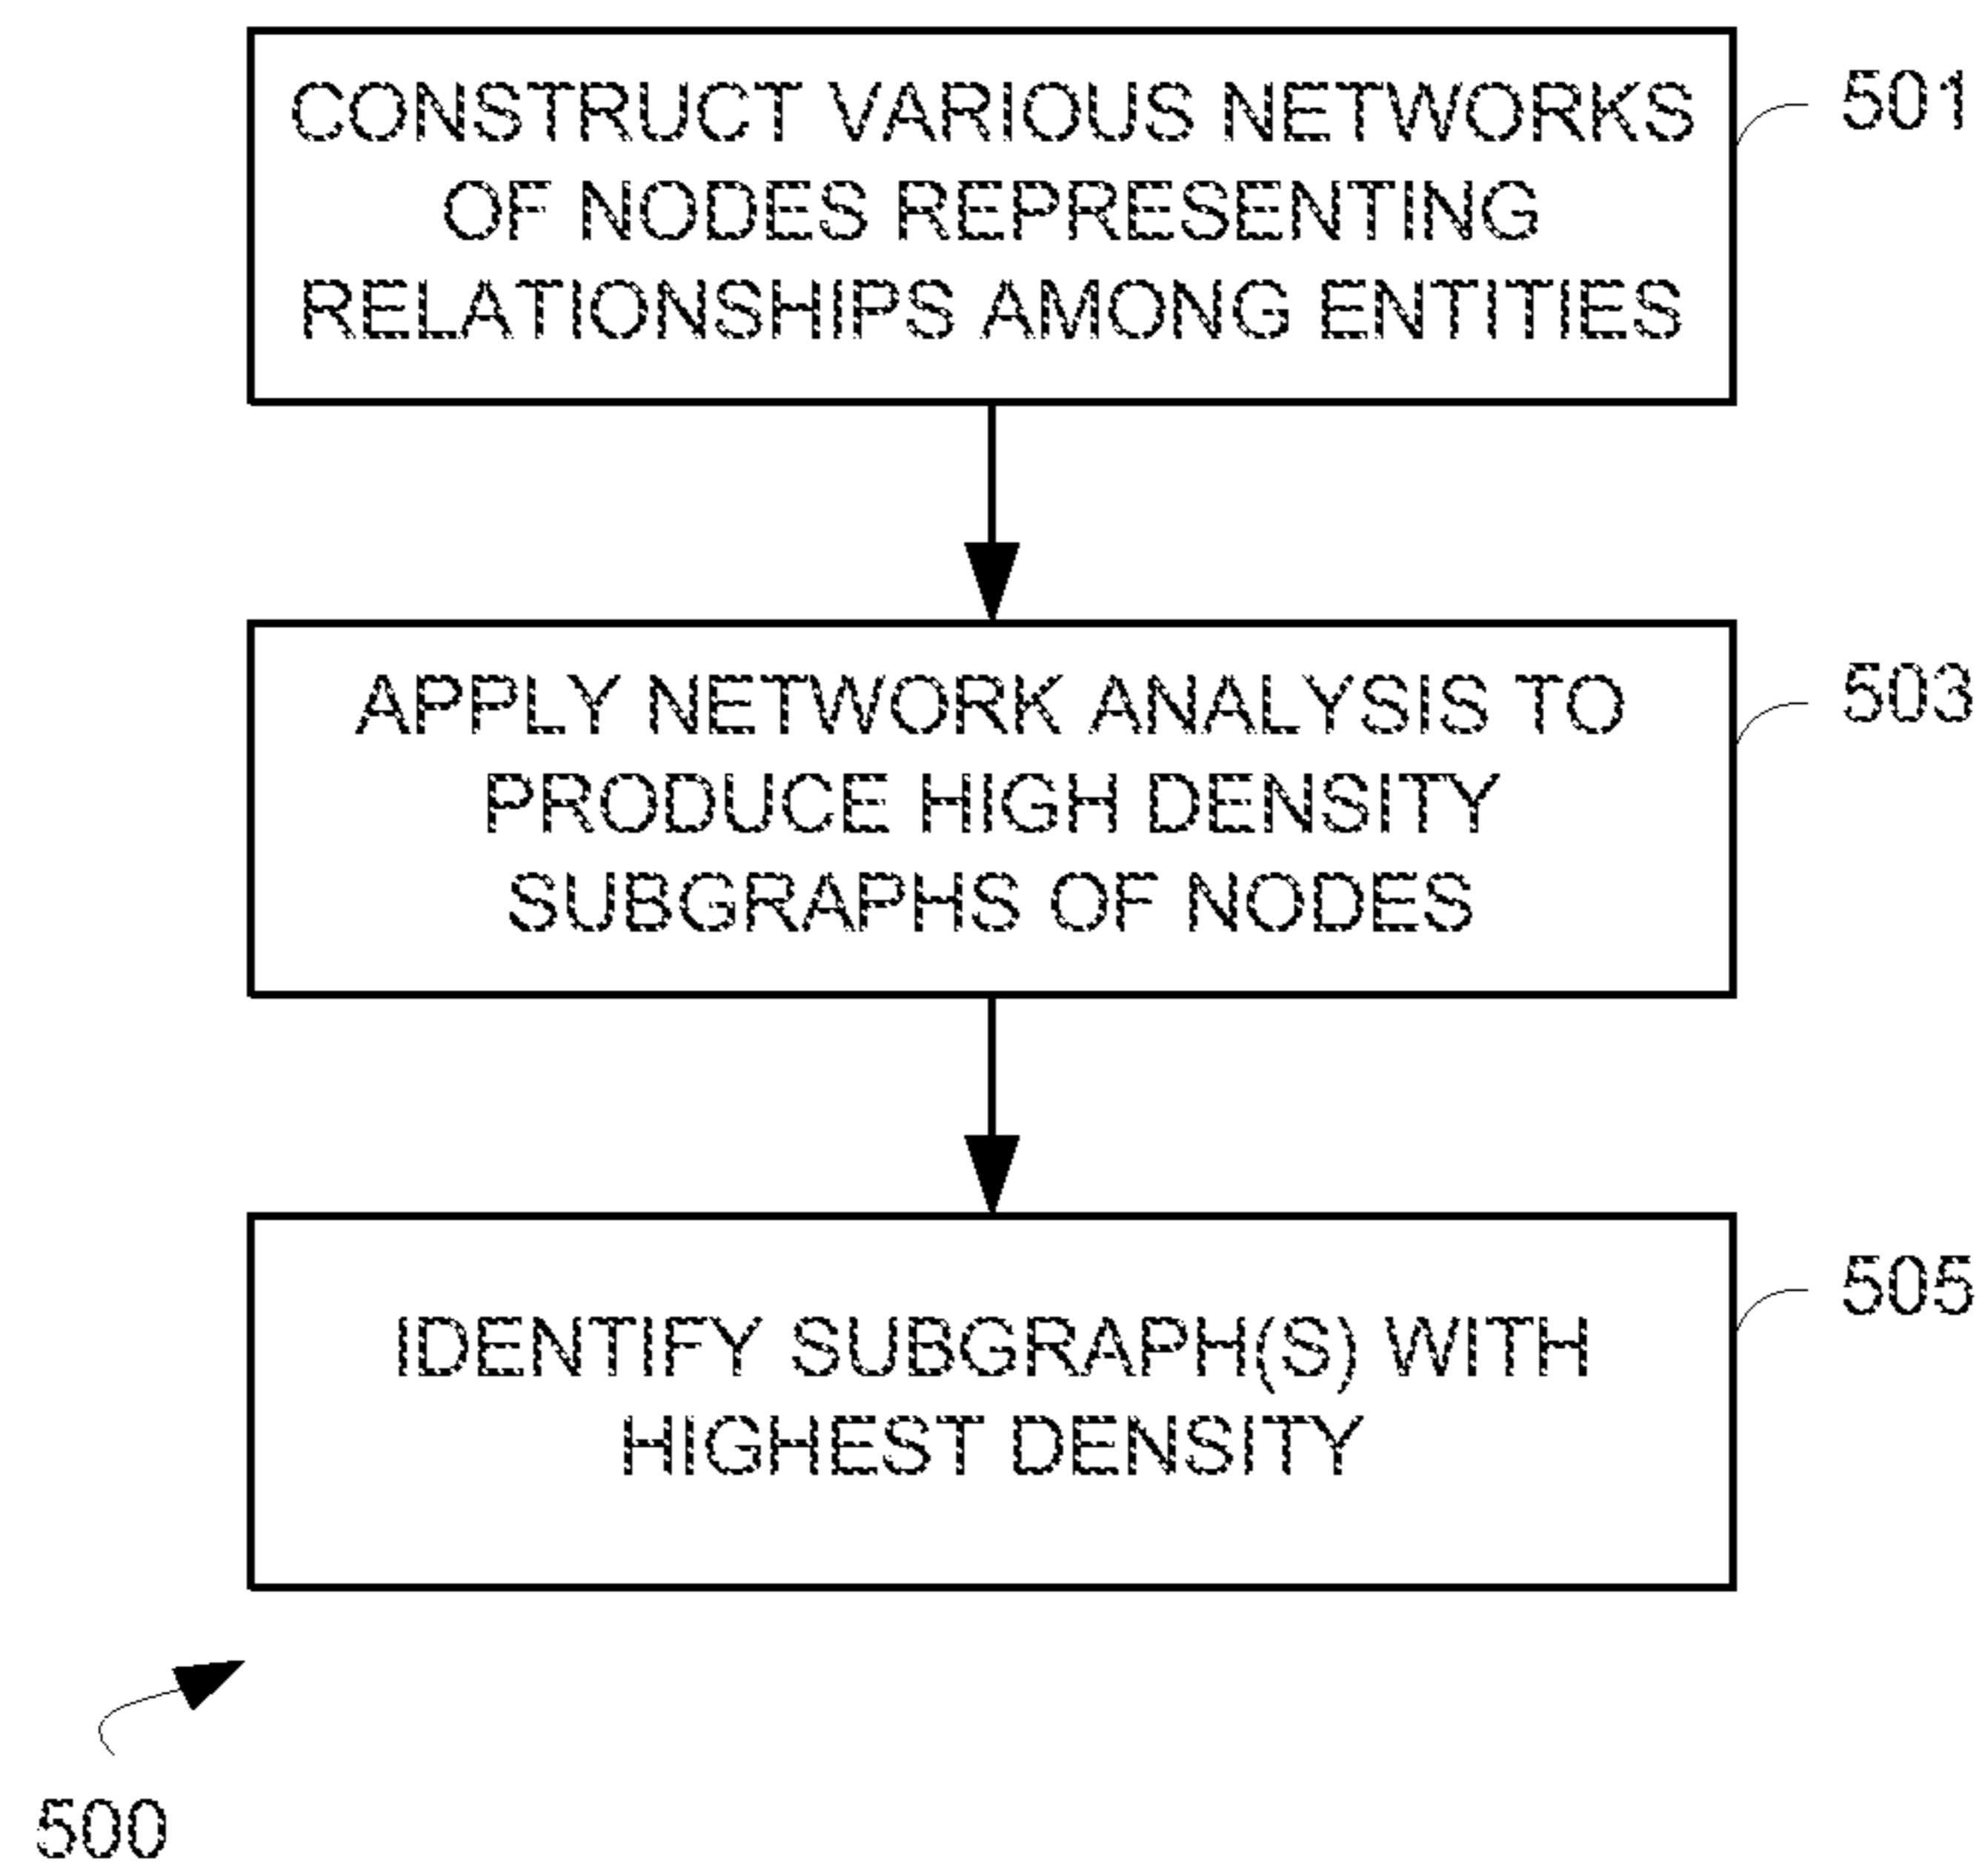 CONSTRUCT VARIOUS NETWORKS
OF NODES REPRESENTING
RELATIONSHIPS AMONG ENTITIES
501
APPLY NETWORK ANALYSIS TO
PRODUCE HIGH DENSITY
SUBGRAPHS OF NODES
503
IDENTIFY SUBGRAPH(S) WITH
HIGHEST DENSITY
505
500